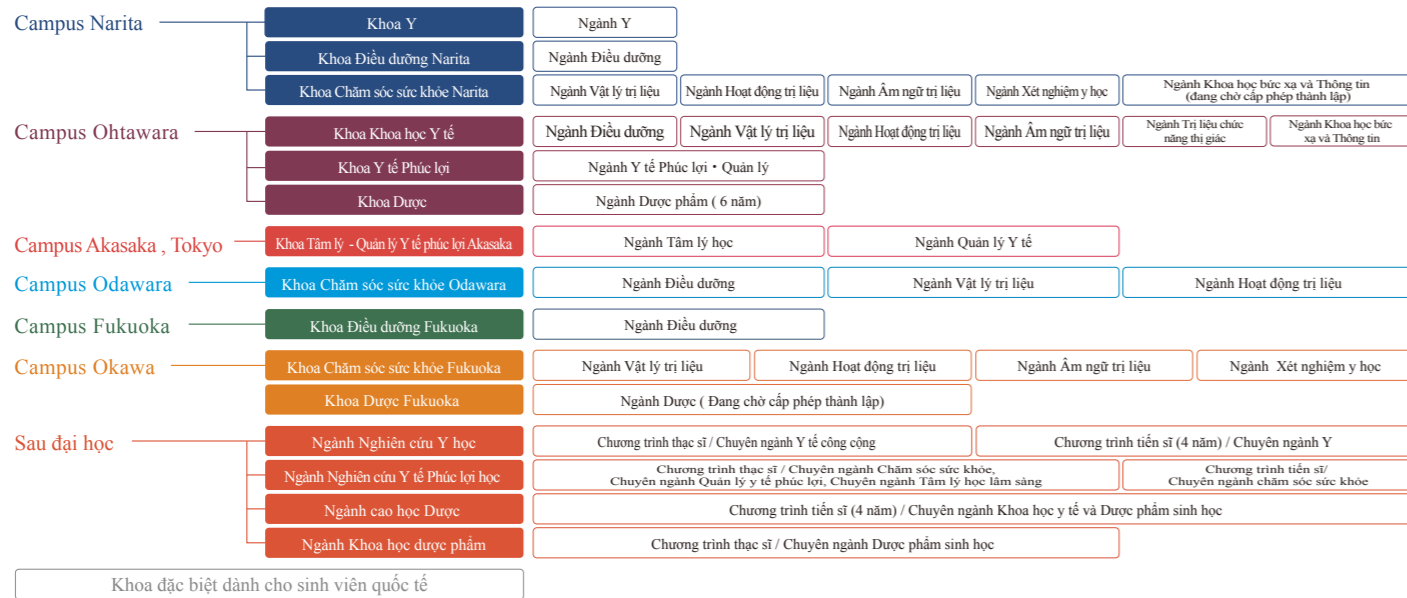 Campus Narita
Khoa Y
Ngành Y
Khoa Điều dưỡng Narita
Ngành Điều dưỡng
Khoa Chăm sóc sức khỏe Narita
Ngành Vật lý trị liệu
Ngành Hoạt động trị liệu
Ngành Âm ngữ trị liệu
Ngành Xét nghiệm y học
Ngành Khoa học bức xạ và Thông tin
(đang chờ cấp phép thành lập)
Campus Ohtawara
Khoa Khoa học Y tế
Ngành Điều dưỡng
Ngành Vật lý trị liệu
Ngành Hoạt động trị liệu
Ngành Âm ngữ trị liệu
Ngành Trị liệu chức
năng thị giác
Ngành Khoa học bức
xạ và Thông tin
Khoa Y tế Phúc lợi
Ngành Y tế Phúc lợi・Quản lý
Khoa Dược
Ngành Dược phẩm ( 6 năm)
Campus Akasaka , Tokyo
Khoa Tâm lý - Quản lý Y tế phúc lợi Akasaka
Ngành Tâm lý học
Ngành Quản lý Y tế
Campus Odawara
Khoa Chăm sóc sức khỏe Odawara
Ngành Điều dưỡng
Ngành Vật lý trị liệu
Ngành Hoạt động trị liệu
Campus Fukuoka
Khoa Điều dưỡng Fukuoka
Ngành Điều dưỡng
Campus Okawa
Khoa Chăm sóc sức khỏe Fukuoka
Ngành Vật lý trị liệu
Ngành Hoạt động trị liệu
Ngành Âm ngữ trị liệu
Ngành Xét nghiệm y học
Khoa Dược Fukuoka
Ngành Dược ( Đang chờ cấp phép thành lập)
Sau đại học
Ngành Nghiên cứu Y học
Chương trình thạc sĩ / Chuyên ngành Y tế công cộng
Chương trình tiến sĩ (4 năm) / Chuyên ngành Y
Ngành Nghiên cứu Y tế Phúc lợi học
Chương trình thạc sĩ / Chuyên ngành Chăm sóc sức khỏe,
Chuyên ngành Quản lý y tế phúc lợi, Chuyên ngành Tâm lý học lâm sàng
Chương trình tiến sĩ/
Chuyên ngành chăm sóc sức khỏe
Ngành cao học Dược
Chương trình tiến sĩ (4 năm) / Chuyên ngành Khoa học y tế và Dược phẩm sinh học
Ngành Khoa học dược phẩm
Chương trình thạc sĩ / Chuyên ngành Dược phẩm sinh học
Khoa đặc biệt dành cho sinh viên quốc tế